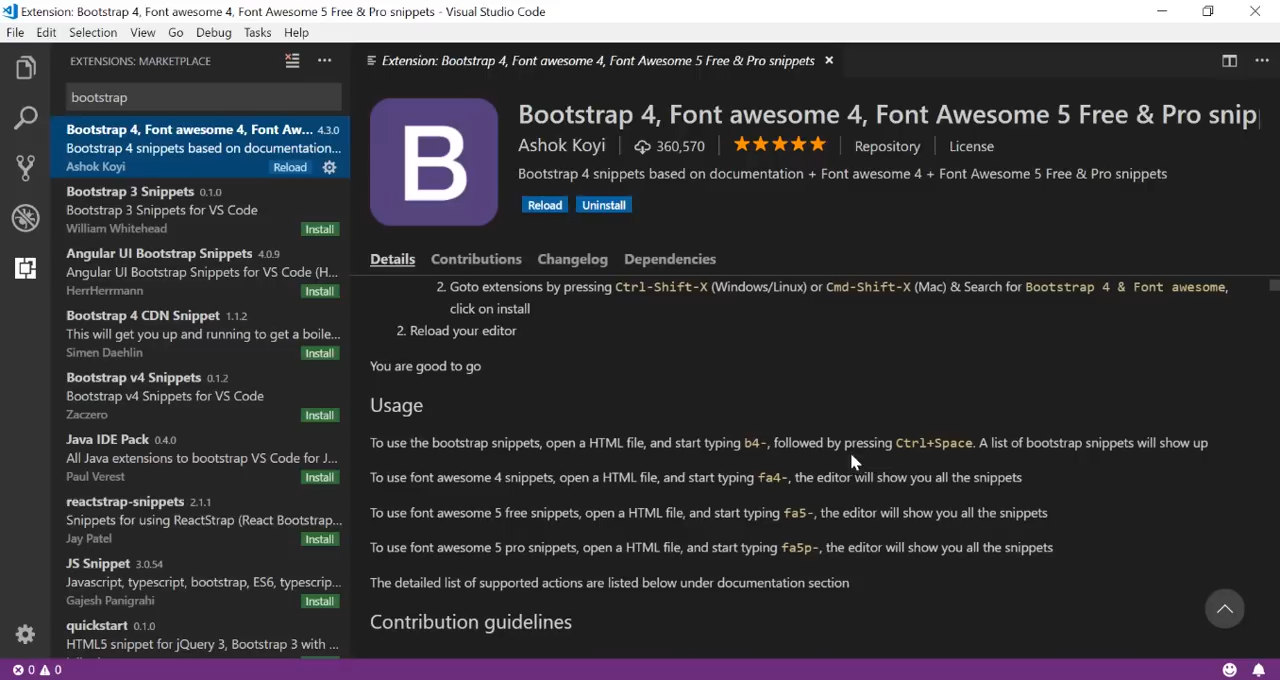 Extension: Bootstrap 4, Font awesome 4, Font Awesome 5 Free & Pro snippets - Visual Studio Code
File Edit Selection View Go Debug Tasks Help
EXTENSIONS: MARKETPLACE
bootstrap
Bootstrap 4, Font awesome 4, Font Aw... 4.3.0
Bootstrap 4 snippets based on documentation...
Ashok Koyi Reload
Bootstrap 3 Snippets 0.1.0
Bootstrap 3 Snippets for VS Code
William Whitehead Install
Angular UI Bootstrap Snippets 4.0.9
Angular UI Bootstrap Snippets for VS Code (H...
HerrHerrmann Install
Bootstrap 4 CDN Snippet 1.1.2
This will get you up and running to get a boile...
Simen Daehlin Install
Bootstrap v4 Snippets 0.1.2
Bootstrap v4 Snippets for VS Code
Zaczero Install
Java IDE Pack 0.4.0
All Java extensions to bootstrap VS Code for J...
Paul Verest Install
reactstrap-snippets 2.1.1
Snippets for using ReactStrap (React Bootstrap...
Jay Patel Install
JS Snippet 3.0.54
Javascript, typescript, bootstrap, ES6, typescrip...
Gajesh Panigrahi Install
quickstart 0.1.0
HTML5 snippet for jQuery 3, Bootstrap 3 with ...
Extension: Bootstrap 4, Font awesome 4, Font Awesome 5 Free & Pro snippets
B
Bootstrap 4, Font awesome 4, Font Awesome 5 Free & Pro snip
Ashok Koyi 360,570 Repository License
Bootstrap 4 snippets based on documentation + Font awesome 4 + Font Awesome 5 Free & Pro snippets
Reload Uninstall
Details Contributions Changelog Dependencies
2. Goto extensions by pressing Ctrl-Shift-X (Windows/Linux) or Cmd-Shift-X (Mac) & Search for Bootstrap 4 & Font awesome,
click on install
2. Reload your editor
You are good to go
Usage
To use the bootstrap snippets, open a HTML file, and start typing b4-, followed by pressing Ctrl+Space. A list of bootstrap snippets will show up
To use font awesome 4 snippets, open a HTML file, and start typing fa4-, the editor will show you all the snippets
To use font awesome 5 free snippets, open a HTML file, and start typing fa5-, the editor will show you all the snippets
To use font awesome 5 pro snippets, open a HTML file, and start typing fa5p-, the editor will show you all the snippets
The detailed list of supported actions are listed below under documentation section
Contribution guidelines
0 0